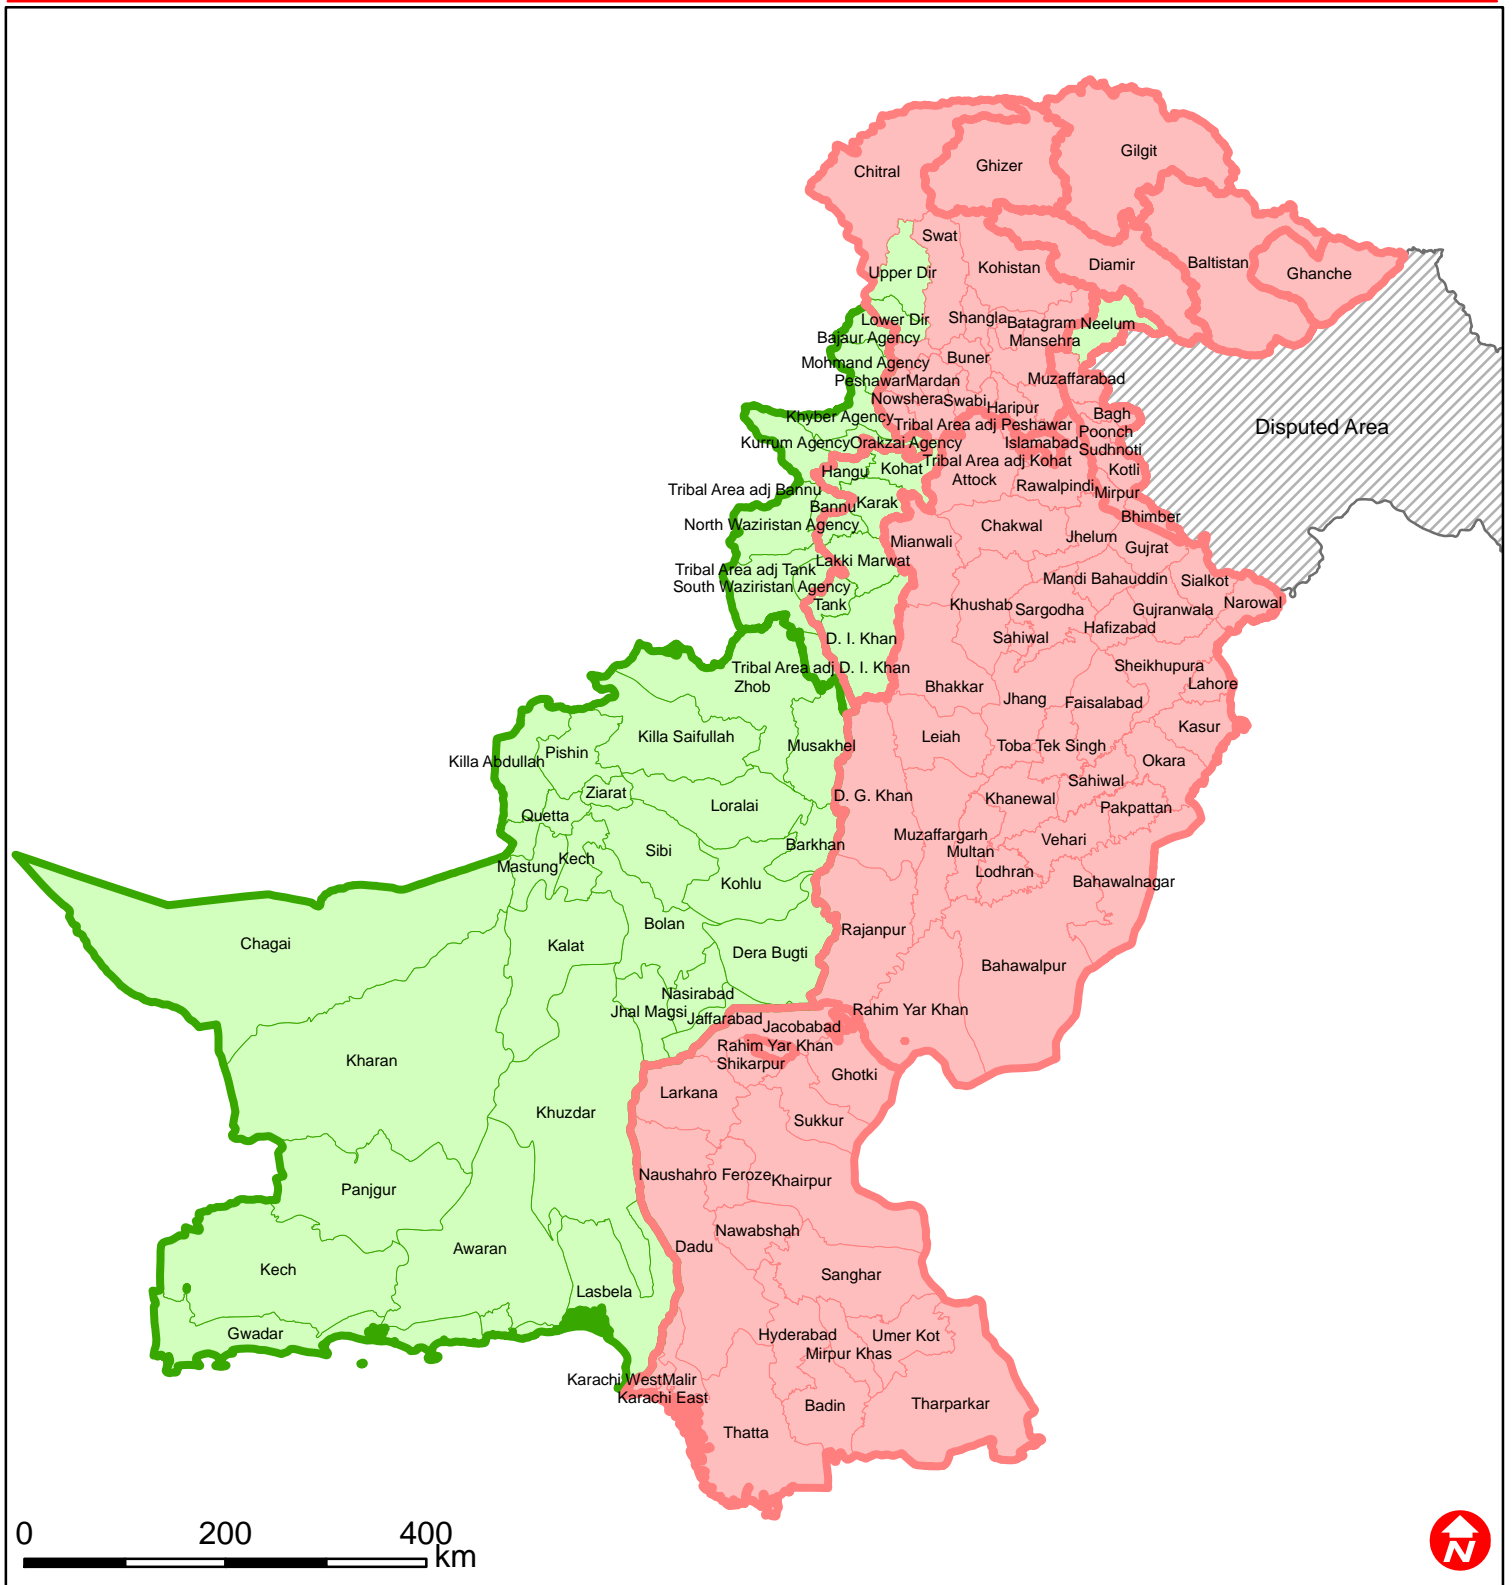 Gilgit
Ghizer
Chitral
Swat
Kohistan
Diamir
Baltistan
Ghanche
Upper Dir
Lower Dir
Shangla
Batagram
Neelum
Bajaur Agency
Mansehra
Mohmand Agency
Buner
Peshawar
Mardan
Muzaffarabad
Nowshera
Swabi
Haripur
Bagh
Khyber Agency
Tribal Area adj Peshawar
Poonch
Disputed Area
Kurrum Agency
Orakzai Agency
Islamabad
Sudhnoti
Tribal Area adj Kohat
Hangu
Kohat
Kotli
Attock
Rawalpindi
Mirpur
Tribal Area adj Bannu
Bannu
Karak
North Waziristan Agency
Chakwal
Bhimber
Mianwali
Jhelum
Gujrat
Lakki Marwat
Tribal Area adj Tank
Mandi Bahauddin
Sialkot
South Waziristan Agency
Tank
Khushab
Sargodha
Gujranwala
Narowal
Hafizabad
D. I. Khan
Sahiwal
Tribal Area adj D. I. Khan
Sheikhupura
Zhob
Bhakkar
Lahore
Jhang
Faisalabad
Kasur
Killa Saifullah
Musakhel
Leiah
Toba Tek Singh
Killa Abdullah
Pishin
Okara
Sahiwal
Ziarat
D. G. Khan
Khanewal
Loralai
Pakpattan
Quetta
Muzaffargarh
Vehari
Barkhan
Sibi
Multan
Mastung
Kech
Lodhran
Kohlu
Bahawalnagar
Bolan
Rajanpur
Chagai
Kalat
Dera Bugti
Bahawalpur
Nasirabad
Jhal Magsi
Jaffarabad
Rahim Yar Khan
Jacobabad
Rahim Yar Khan
Kharan
Shikarpur
Ghotki
Larkana
Khuzdar
Sukkur
Naushahro Feroze
Khairpur
Panjgur
Nawabshah
Awaran
Dadu
Kech
Sanghar
Lasbela
Gwadar
Hyderabad
Umer Kot
Mirpur Khas
Karachi West
Malir
Karachi East
Badin
Tharparkar
Thatta
0 200 400
km
N